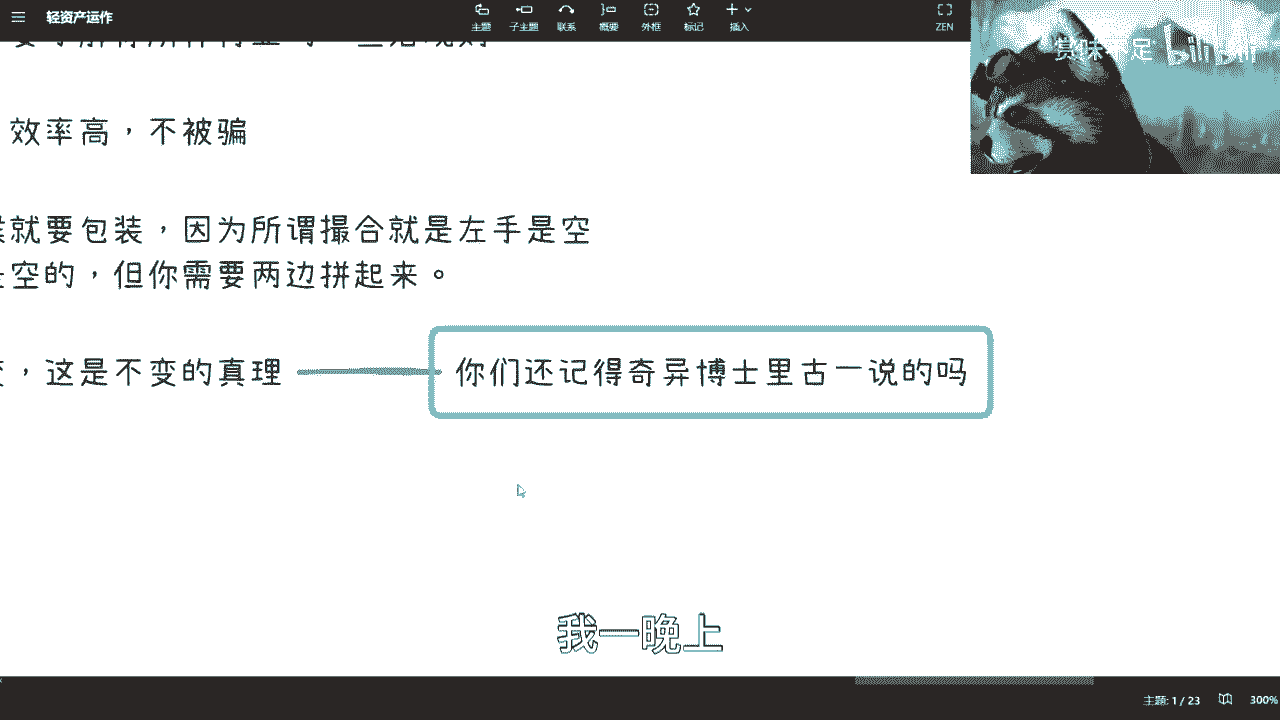 轻资产运作
主题 子主题 联系 概要 外框 标记 插入 ZEN
赏味不足 bilibili
效率高，不被骗
就要包装，因为所谓撮合就是左手是空
空的，但你需要两边拼起来。
，这是不变的真理
你们还记得奇异博士里古一说的吗
我一晚上
主题: 1 / 23 300%